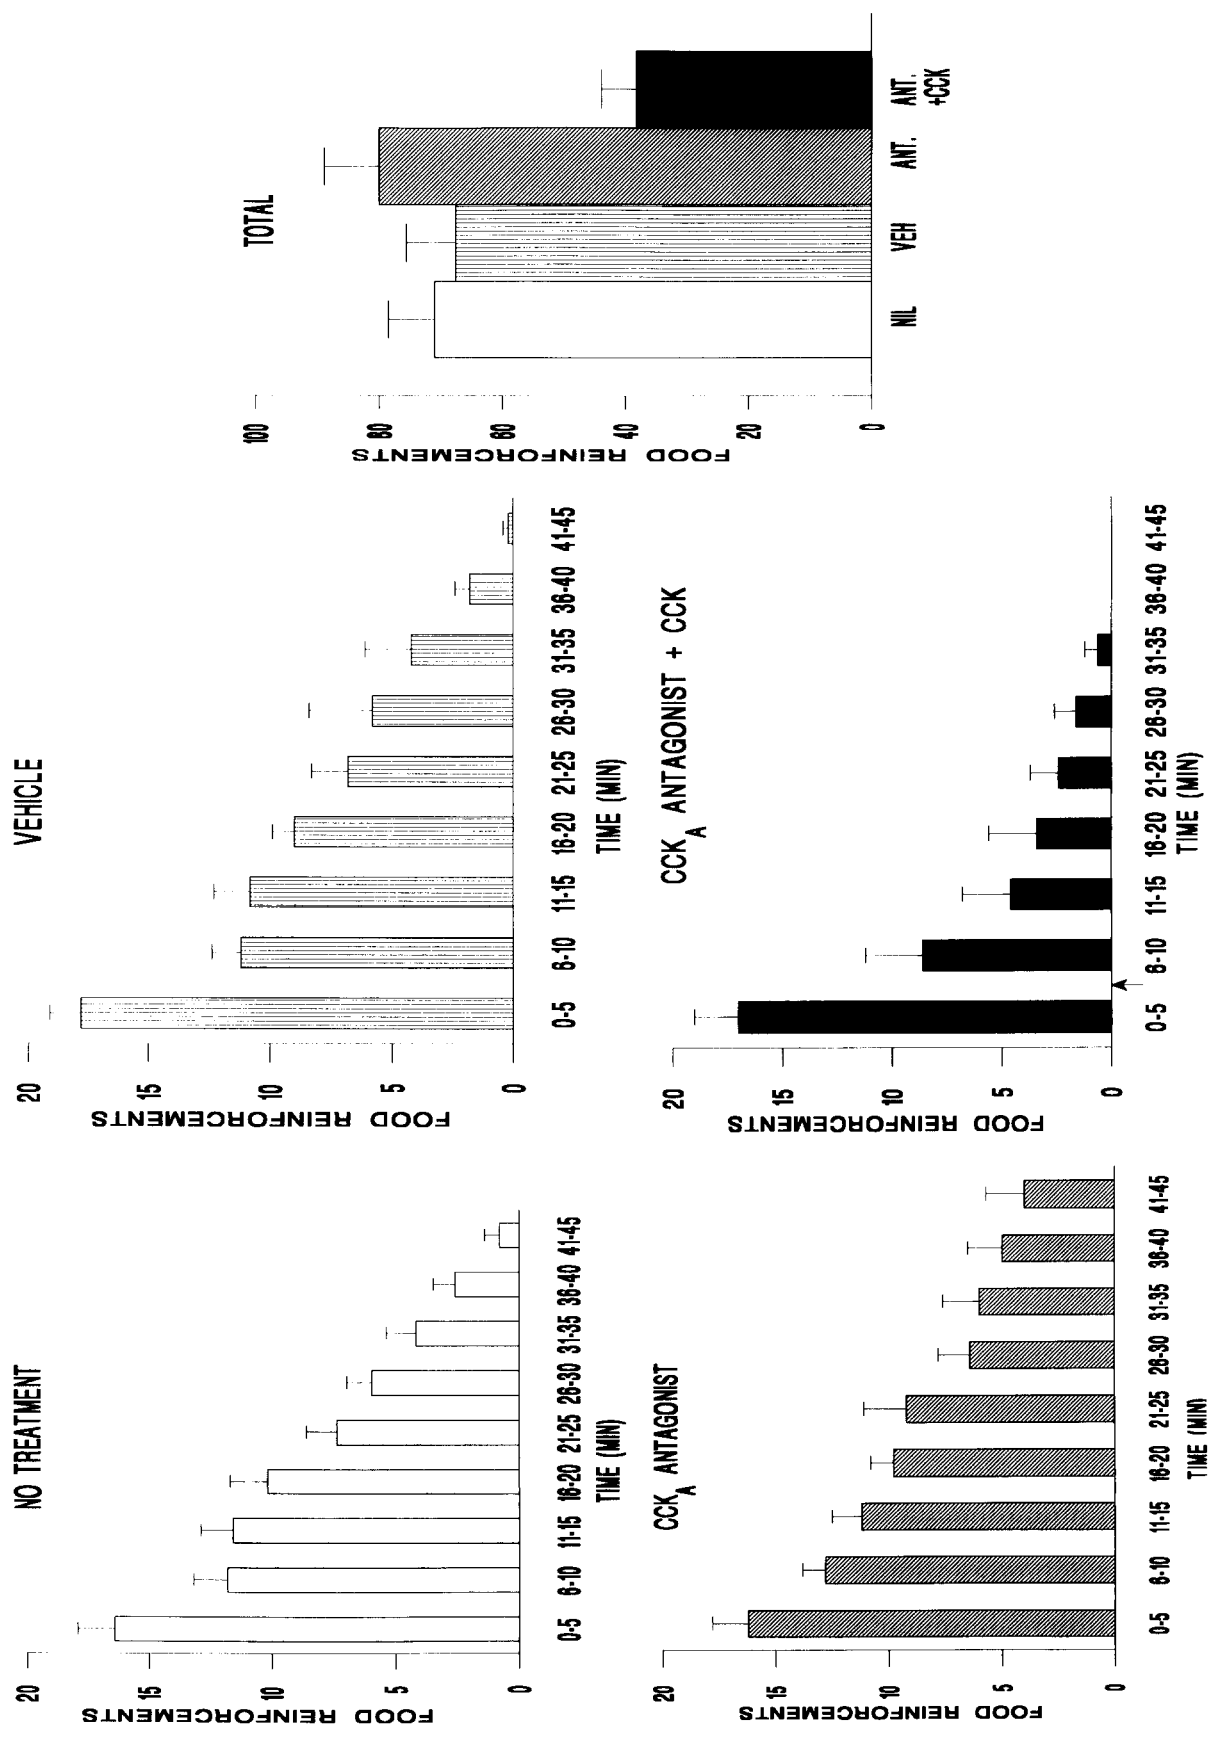 NO TREATMENT
FOOD REINFORCEMENTS
20
15
10
5
0
0-5 6-10 11-15 16-20 21-25 26-30 31-35 36-40 41-45
TIME (MIN)
VEHICLE
FOOD REINFORCEMENTS
20
15
10
5
0
0-5 6-10 11-15 16-20 21-25 26-30 31-35 36-40 41-45
TIME (MIN)
TOTAL
FOOD REINFORCEMENTS
100
80
60
40
20
0
NIL VEH ANT. ANT.
+CCK
CCKA ANTAGONIST
FOOD REINFORCEMENTS
20
15
10
5
0
0-5 6-10 11-15 16-20 21-25 26-30 31-35 36-40 41-45
TIME (MIN)
CCKA ANTAGONIST + CCK
FOOD REINFORCEMENTS
20
15
10
5
0
0-5 6-10 11-15 16-20 21-25 26-30 31-35 36-40 41-45
TIME (MIN)